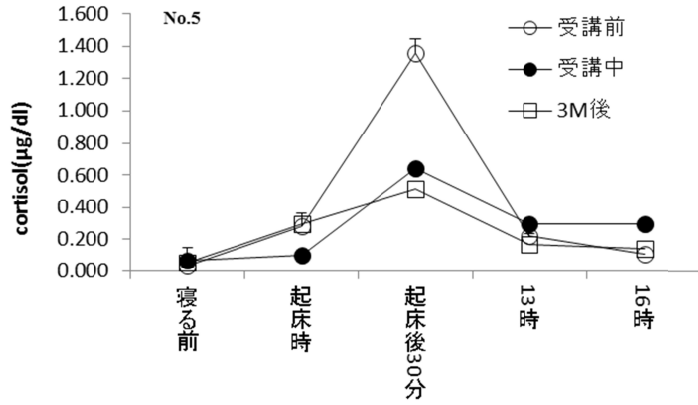 No.5
1.600
1.400
1.200
1.000
0.800
0.600
0.400
0.200
0.000
cortisol(μg/dl)
受講前
受講中
3M後
寝る前
起床時
起床後30分
13時
16時